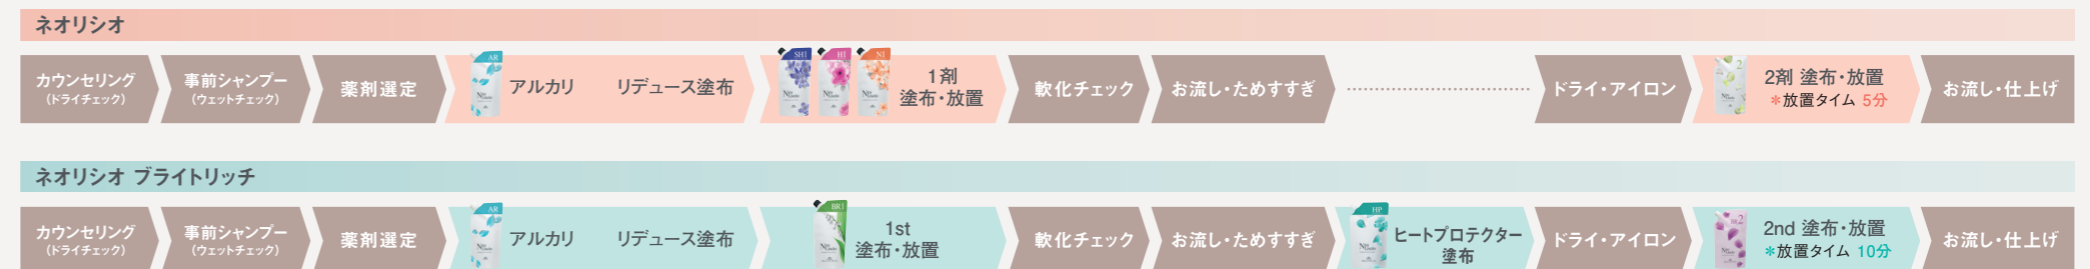 ネオリシオ
カウンセリング
（ドライチェック）
事前シャンプー
（ウェットチェック）
薬剤選定
AR
アルカリ リデュース塗布
SH1
H1
N1
1剤
塗布・放置
軟化チェック
お流し・ためすすぎ
ドライ・アイロン
2
2剤 塗布・放置
＊放置タイム 5分
お流し・仕上げ
ネオリシオ ブライトリッチ
カウンセリング
（ドライチェック）
事前シャンプー
（ウェットチェック）
薬剤選定
AR
アルカリ リデュース塗布
BR1
1st
塗布・放置
軟化チェック
お流し・ためすすぎ
HP
ヒートプロテクター
塗布
ドライ・アイロン
2nd 塗布・放置
＊放置タイム 10分
お流し・仕上げ